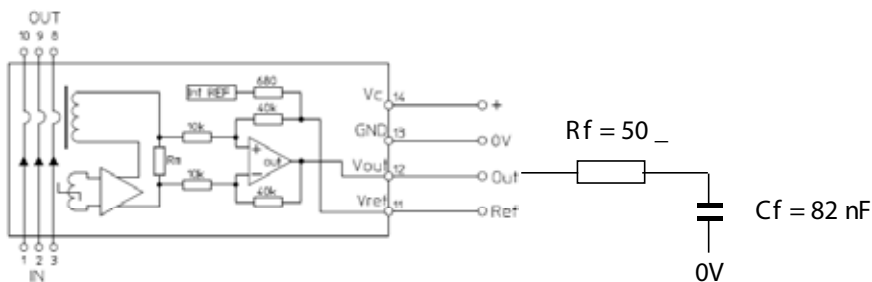 OUT
10 9 8
Int REF
680
40k
10k
Rm
out
10k
40k
1 2 3
IN
Vc 14 +
GND 13 0V
Vout 12 Out
Vref 11 Ref
Rf = 50 _
Cf = 82 nF
0V